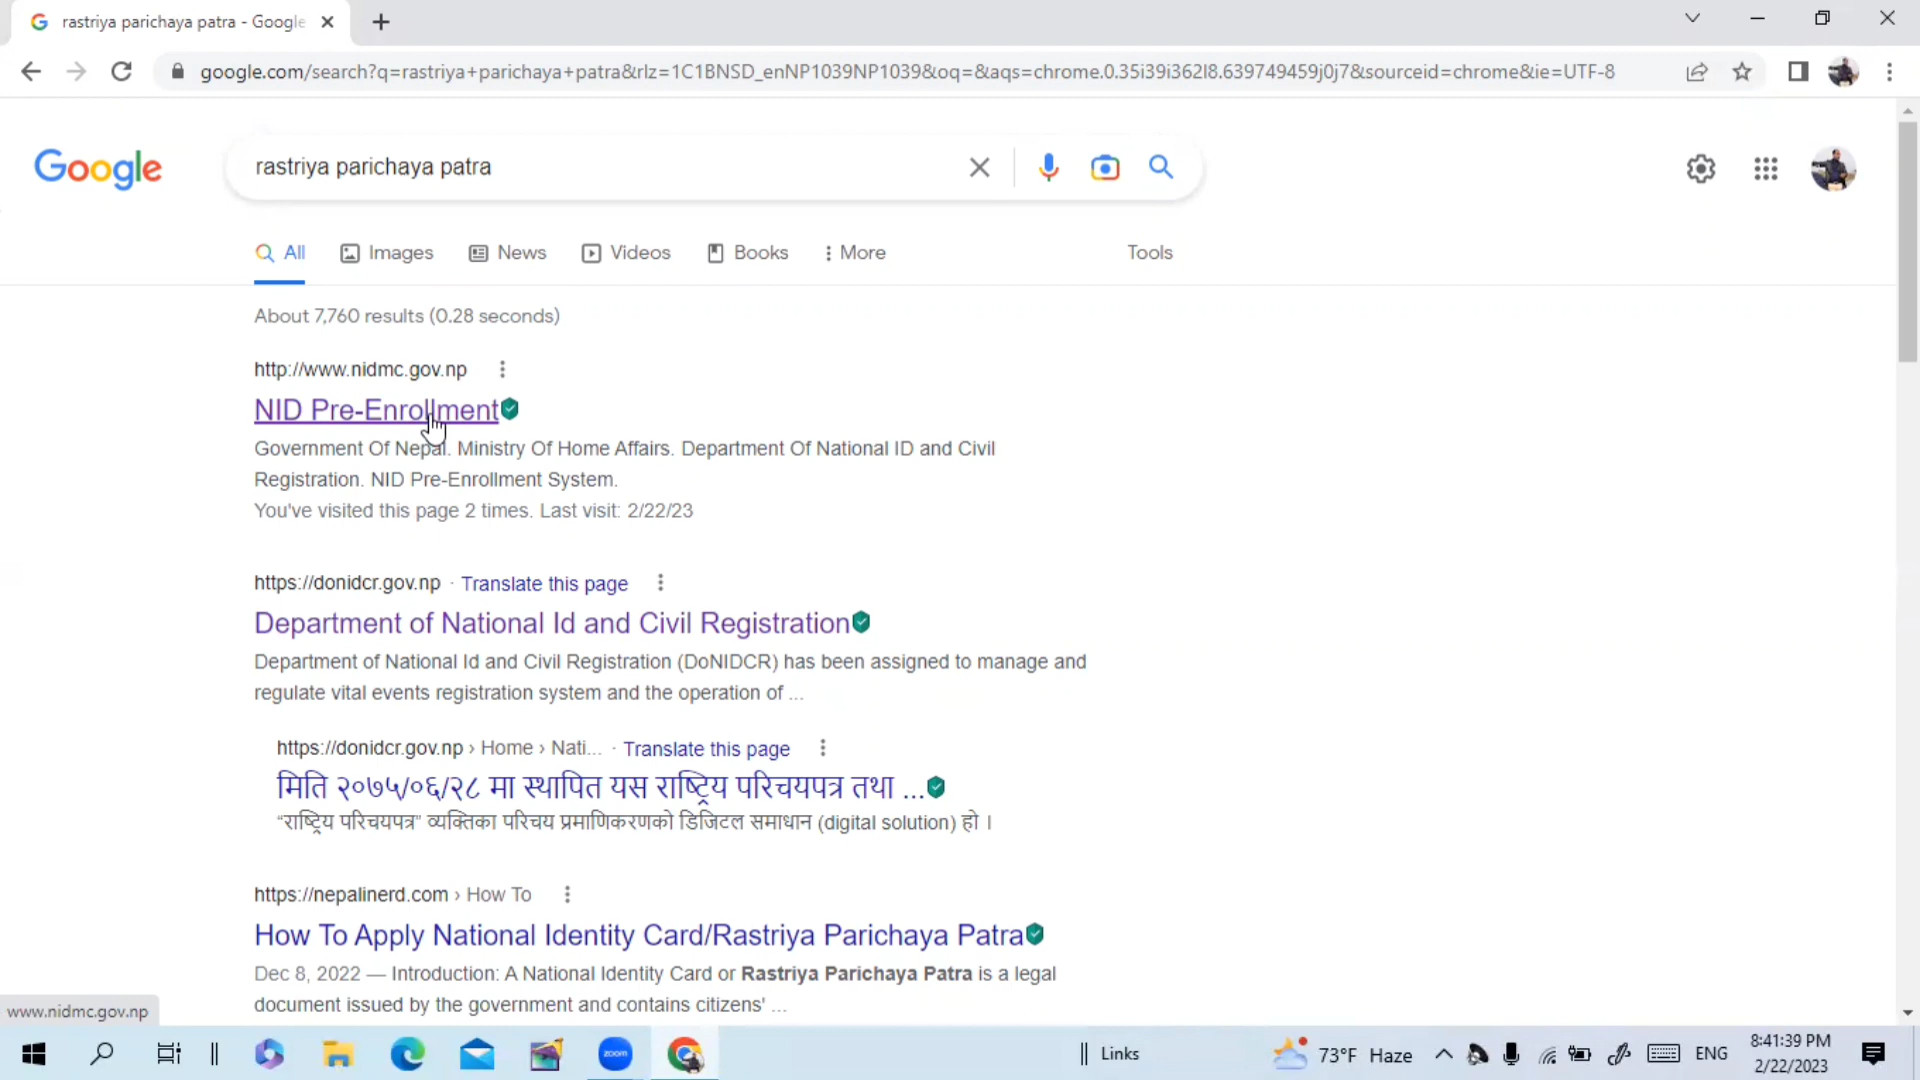 rastriya parichaya patra - Google
google.com/search?q=rastriya+parichaya+patra&rlz=1C1BNSD_enNP1039NP1039&oq=&aqs=chrome.0.35i39i362l8.639749459j0j7&sourceid=chrome&ie=UTF-8
Google
rastriya parichaya patra
All Images News Videos Books More Tools
About 7,760 results (0.28 seconds)
http://www.nidmc.gov.np
NID Pre-Enrollment
Government Of Nepal. Ministry Of Home Affairs. Department Of National ID and Civil
Registration. NID Pre-Enrollment System.
You've visited this page 2 times. Last visit: 2/22/23
https://donidcr.gov.np · Translate this page
Department of National Id and Civil Registration
Department of National Id and Civil Registration (DoNIDCR) has been assigned to manage and
regulate vital events registration system and the operation of ...
https://donidcr.gov.np › Home › Nati... · Translate this page
मिति २०७५/०६/२८ मा स्थापित यस राष्ट्रिय परिचयपत्र तथा ...
“राष्ट्रिय परिचयपत्र” व्यक्तिका परिचय प्रमाणिकरणको डिजिटल समाधान (digital solution) हो ।
https://nepalinerd.com › How To
How To Apply National Identity Card/Rastriya Parichaya Patra
Dec 8, 2022 — Introduction: A National Identity Card or Rastriya Parichaya Patra is a legal
document issued by the government and contains citizens' ...
www.nidmc.gov.np
zoom
Links
73°F Haze
ENG
8:41:39 PM
2/22/2023